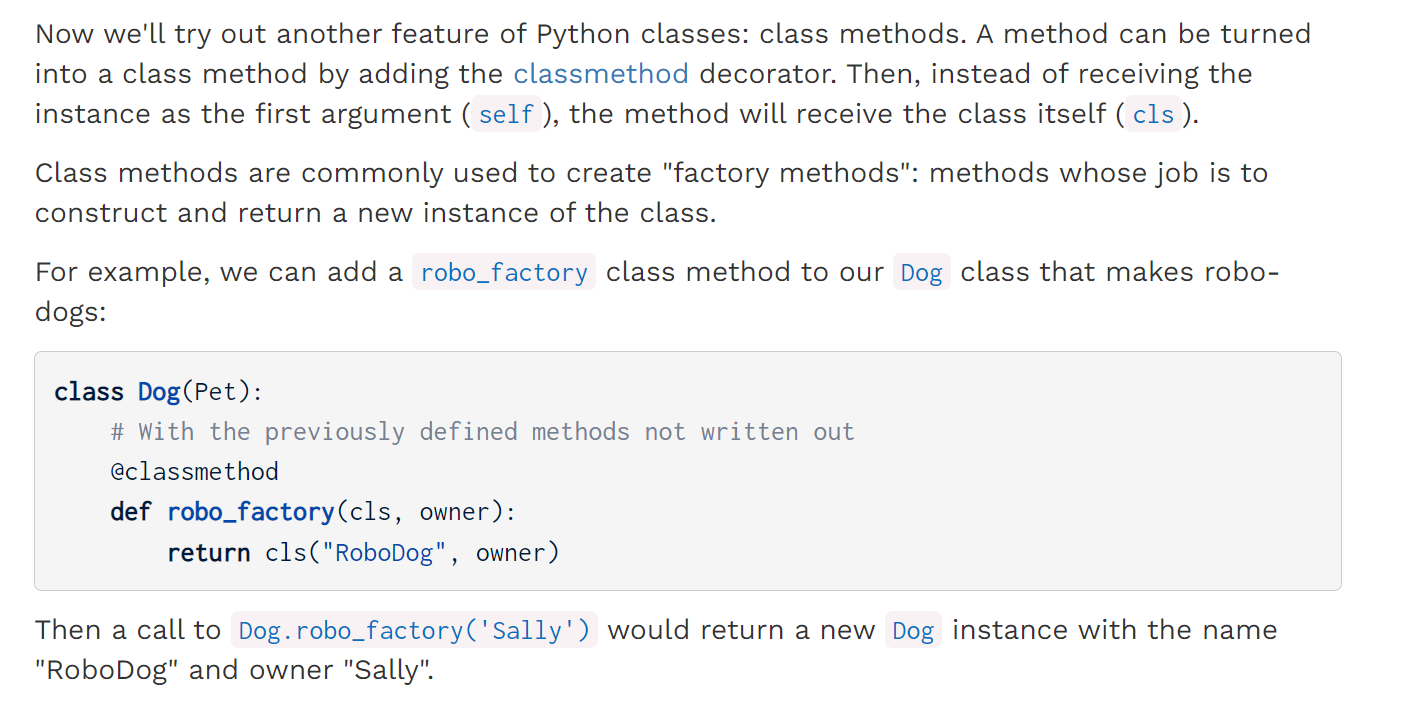 Now we'll try out another feature of Python classes: class methods. A method can be turned
into a class method by adding the classmethod decorator. Then, instead of receiving the
instance as the first argument ( self ), the method will receive the class itself ( cls ).
Class methods are commonly used to create "factory methods": methods whose job is to
construct and return a new instance of the class.
For example, we can add a robo_factory class method to our Dog class that makes robo-
dogs:
class Dog(Pet):
    # With the previously defined methods not written out
    @classmethod
    def robo_factory(cls, owner):
        return cls("RoboDog", owner)
Then a call to Dog.robo_factory('Sally') would return a new Dog instance with the name
"RoboDog" and owner "Sally".